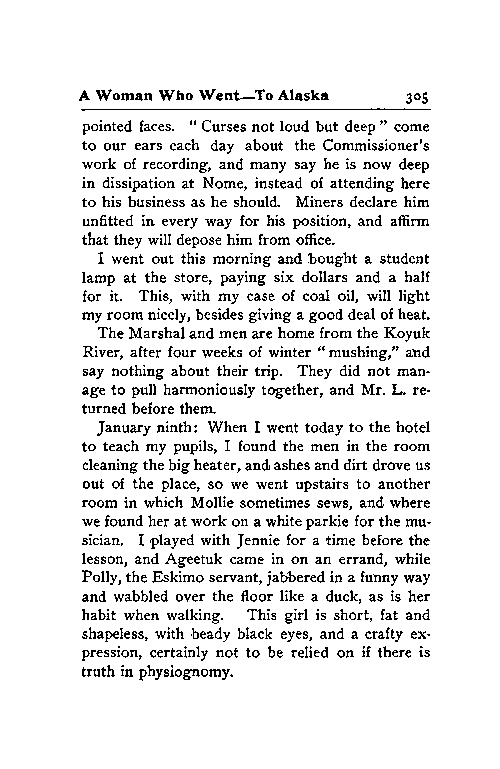 A Woman Who Went—To Alaska 305
pointed faces. " Curses not loud but deep " come
to our ears each day about the Commissioner's
work of recording, and many say he is now deep
in dissipation at Nome, instead of attending here
to his business as he should. Miners declare him
unfitted in every way for his position, and affirm
that they will depose him from office.
I went out this morning and bought a student
lamp at the store, paying six dollars and a half
for it. This, with my case of coal oil, will light
my room nicely, besides giving a good deal of heat.
The Marshal and men are home from the Koyuk
River, after four weeks of winter " mushing," and
say nothing about their trip. They did not man-
age to pull harmoniously together, and Mr. L. re-
turned before them.
January ninth: When I went today to the hotel
to teach my pupils, I found the men in the room
cleaning the big heater, and ashes and dirt drove us
out of the place, so we went upstairs to another
room in which Mollie sometimes sews, and where
we found her at work on a white parkie for the mu-
sician. I played with Jennie for a time before the
lesson, and Ageetuk came in on an errand, while
Polly, the Eskimo servant, jabbered in a funny way
and wabbled over the floor like a duck, as is her
habit when walking. This girl is short, fat and
shapeless, with beady black eyes, and a crafty ex-
pression, certainly not to be relied on if there is
truth in physiognomy.